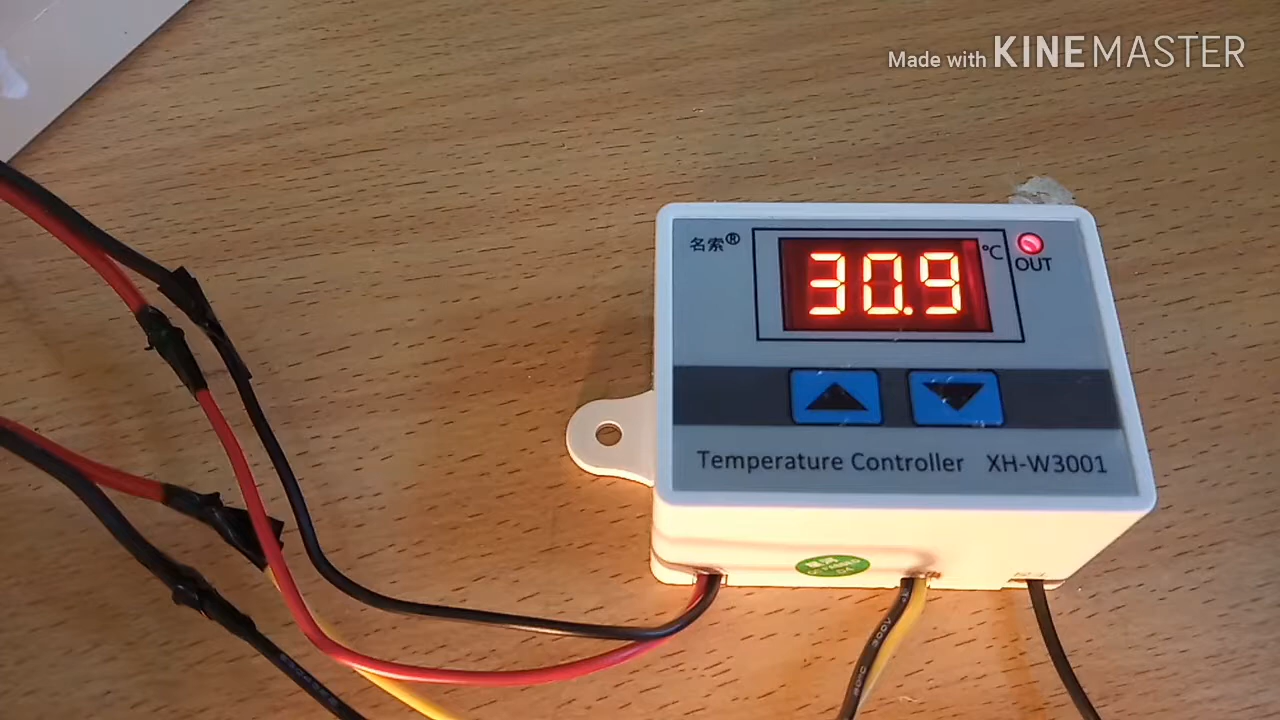 Made with KINEMASTER
名索®
30.9
°C
OUT
Temperature Controller XH-W3001